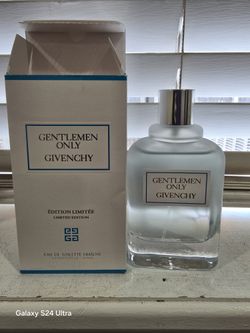 GENTLEMEN
ONLY
GIVENCHY
ÉDITION LIMITÉE
LIMITED EDITION
EAU DE TOILETTE FRAÎCHE
GENTLEMEN
ONLY
GIVENCHY
Galaxy S24 Ultra